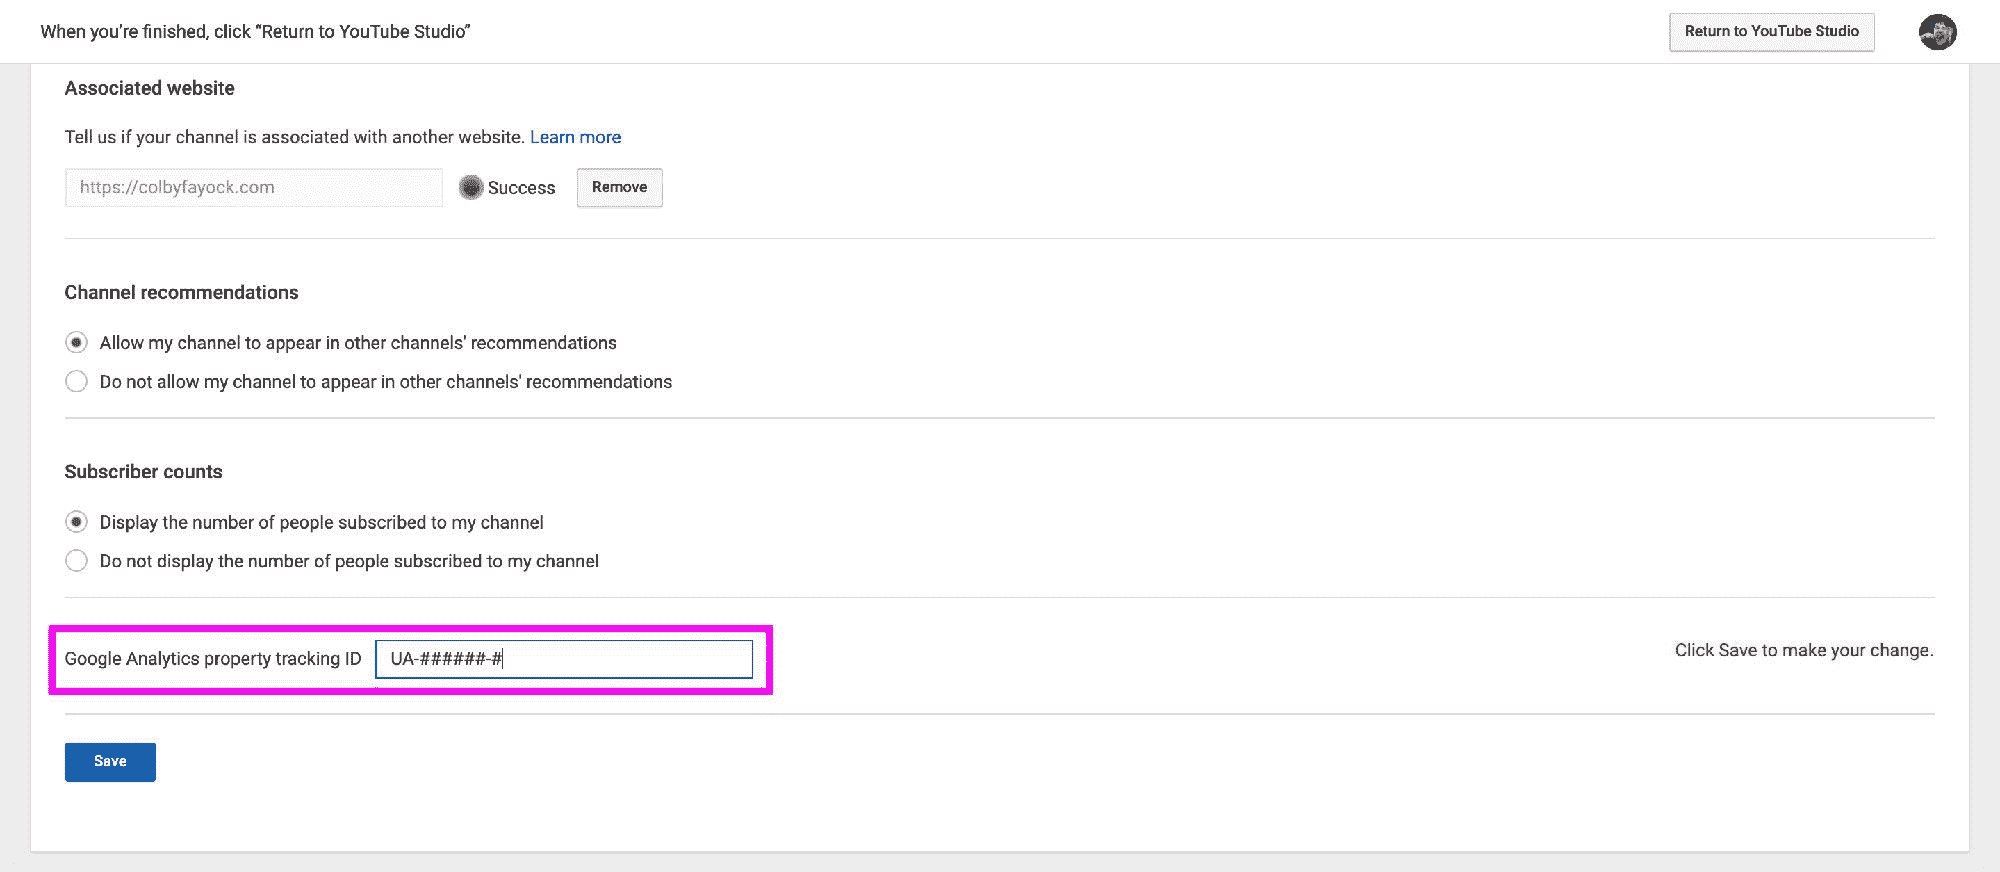 When you’re finished, click “Return to YouTube Studio”
Return to YouTube Studio
Associated website
Tell us if your channel is associated with another website. Learn more
https://colbyfayock.com
Success
Remove
Channel recommendations
Allow my channel to appear in other channels' recommendations
Do not allow my channel to appear in other channels' recommendations
Subscriber counts
Display the number of people subscribed to my channel
Do not display the number of people subscribed to my channel
Google Analytics property tracking ID
UA-######-#
Click Save to make your change.
Save